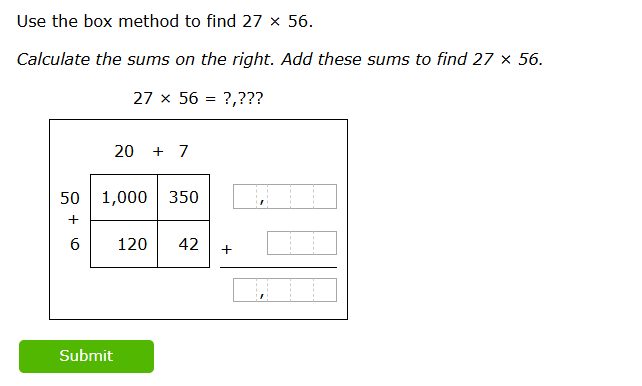 Use the box method to find 27 × 56.
Calculate the sums on the right. Add these sums to find 27 × 56.
27 × 56 = ?,???
20 + 7
50 1,000 350 ,
+
6 120 42 +
,
Submit